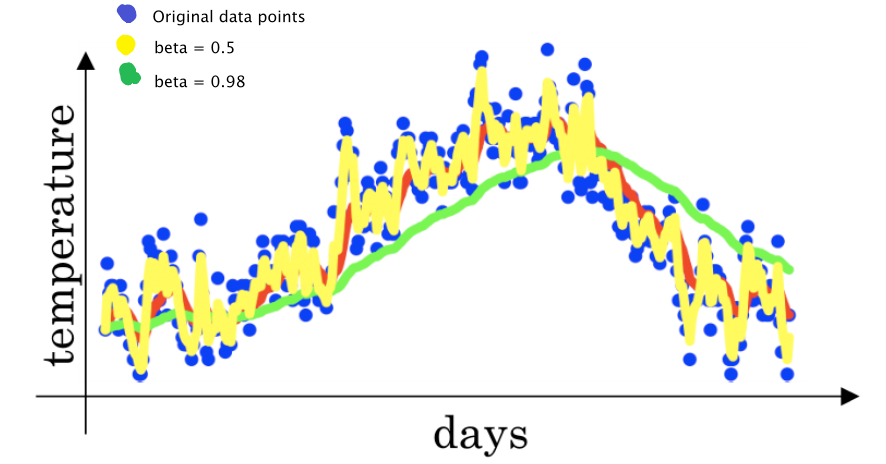 Original data points
beta = 0.5
beta = 0.98
temperature
days